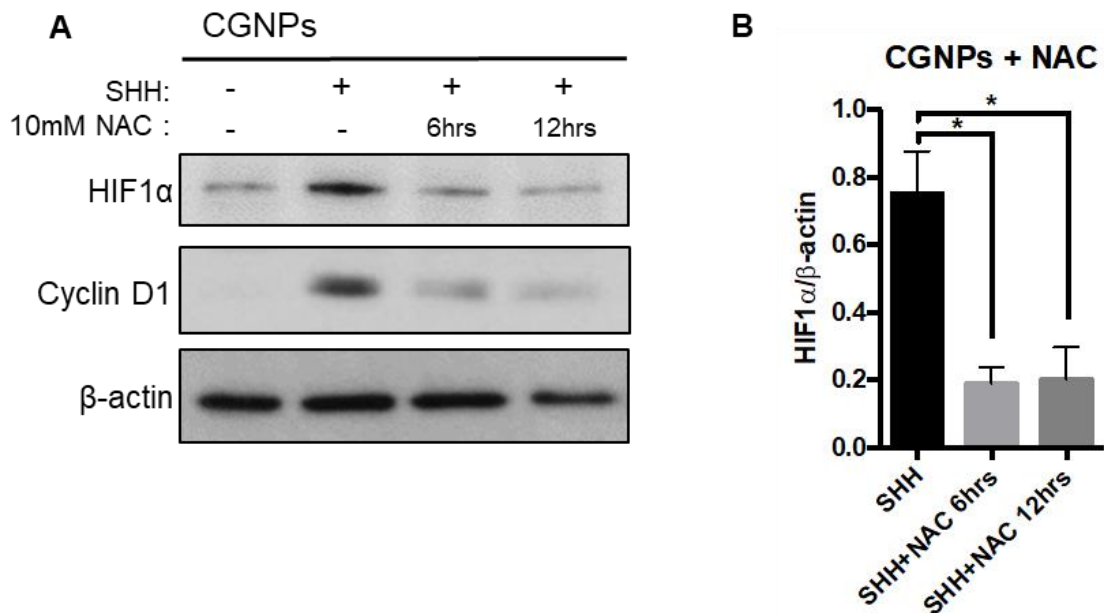 A
CGNPs
SHH: - + + +
10mM NAC : - - 6hrs 12hrs
HIF1α
Cyclin D1
β-actin
B
CGNPs + NAC
* 
*
1.0
0.8
0.6
0.4
0.2
0.0
HIF1α/β-actin
SHH
SHH+NAC 6hrs
SHH+NAC 12hrs